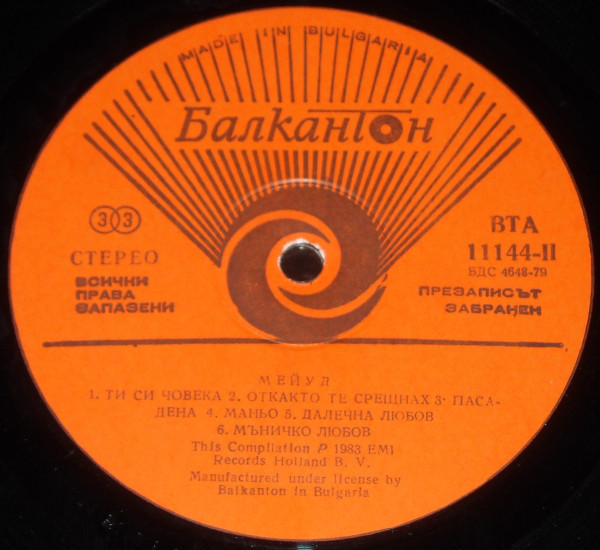 MADE IN BULGARIA
Балкантон
33
СТЕРЕО
ВСИЧКИ
ПРАВА
ЗАПАЗЕНИ
ВТА
11144-II
БДС 4648-79
ПРЕЗАПИСЪТ
ЗАБРАНЕН
МЕЙУД
1. ТИ СИ ЧОВЕКА 2. ОТКАКТО ТЕ СРЕЩНАХ 3· ПАСА-
ДЕНА 4. МАНЬО 5. ДАЛЕЧНА ЛЮБОВ
6. МЪНИЧКО ЛЮБОВ
This Compilation P 1983 EMI
Records Holland B. V.
Manufactured under license by
Balkanton in Bulgaria